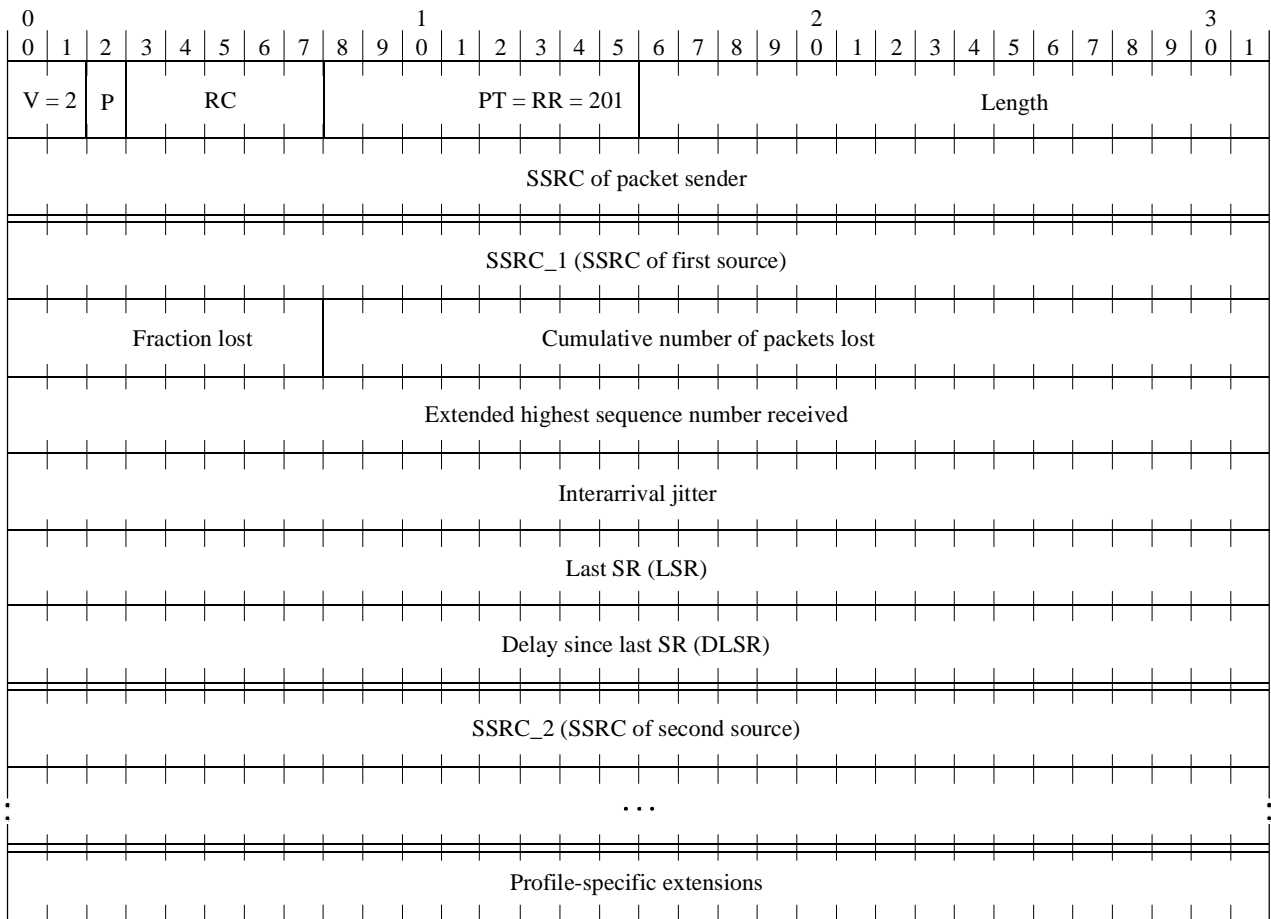 0 1 2 3
0 1 2 3 4 5 6 7 8 9 0 1 2 3 4 5 6 7 8 9 0 1 2 3 4 5 6 7 8 9 0 1
V = 2 P RC PT = RR = 201 Length
SSRC of packet sender
SSRC_1 (SSRC of first source)
Fraction lost Cumulative number of packets lost
Extended highest sequence number received
Interarrival jitter
Last SR (LSR)
Delay since last SR (DLSR)
SSRC_2 (SSRC of second source)
: . . . :
Profile-specific extensions